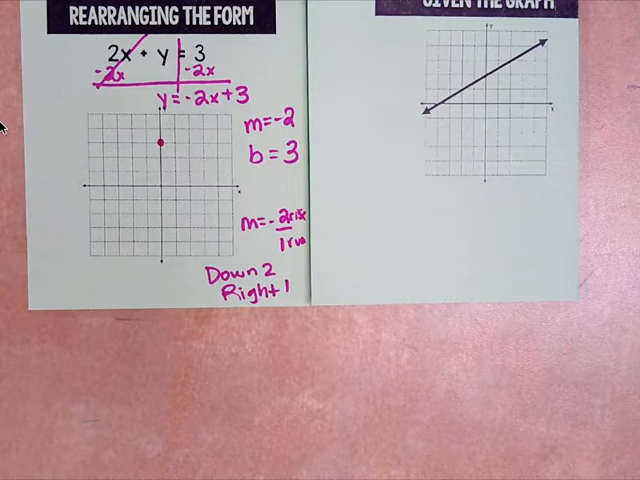 REARRANGING THE FORM
2x + y = 3
-2x -2x
y = -2x + 3
m = -2
b = 3
m = - 2 rise
1 run
Down 2
Right 1
GIVEN THE GRAPH
y
x
x